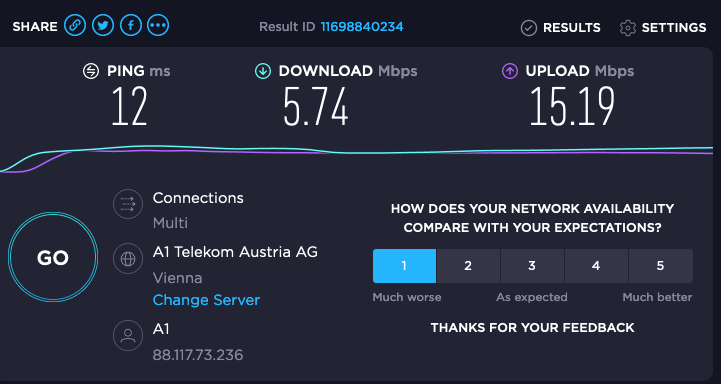 SHARE
Result ID 11698840234
RESULTS
SETTINGS
PING ms
DOWNLOAD Mbps
UPLOAD Mbps
12
5.74
15.19
GO
Connections
Multi
A1 Telekom Austria AG
Vienna
Change Server
A1
88.117.73.236
HOW DOES YOUR NETWORK AVAILABILITY
COMPARE WITH YOUR EXPECTATIONS?
1 2 3 4 5
Much worse As expected Much better
THANKS FOR YOUR FEEDBACK